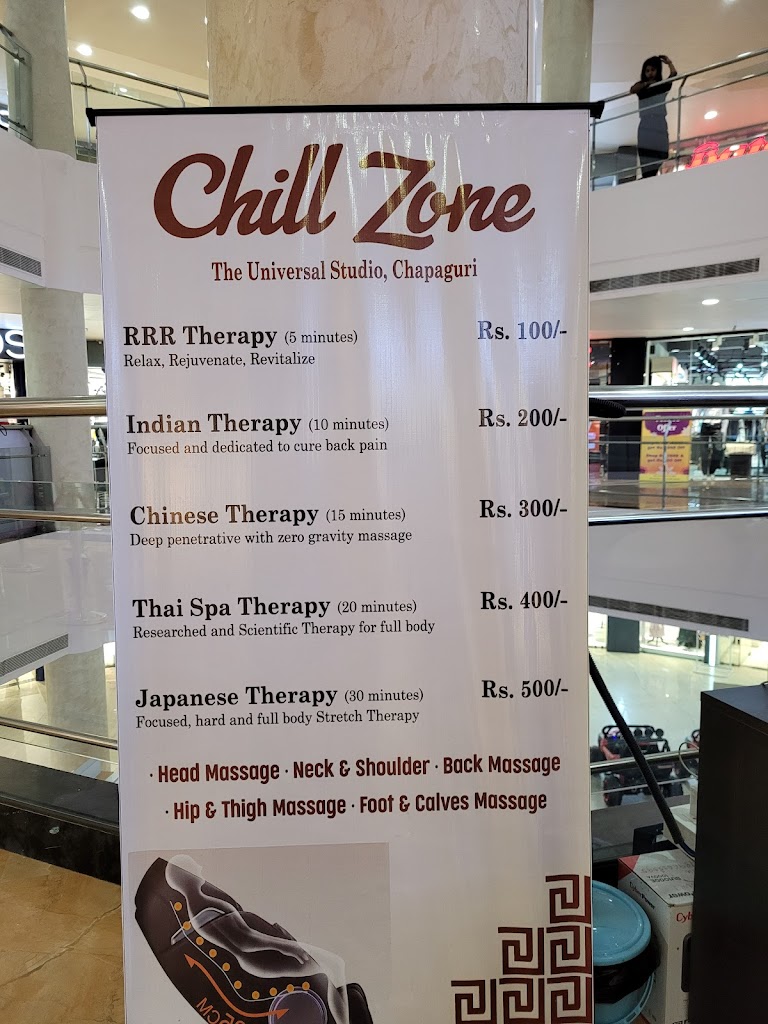 Chill Zone
The Universal Studio, Chapaguri
RRR Therapy (5 minutes) Rs. 100/-
Relax, Rejuvenate, Revitalize
Indian Therapy (10 minutes) Rs. 200/-
Focused and dedicated to cure back pain
Chinese Therapy (15 minutes) Rs. 300/-
Deep penetrative with zero gravity massage
Thai Spa Therapy (20 minutes) Rs. 400/-
Researched and Scientific Therapy for full body
Japanese Therapy (30 minutes) Rs. 500/-
Focused, hard and full body Stretch Therapy
· Head Massage · Neck & Shoulder · Back Massage
· Hip & Thigh Massage · Foot & Calves Massage
Offer